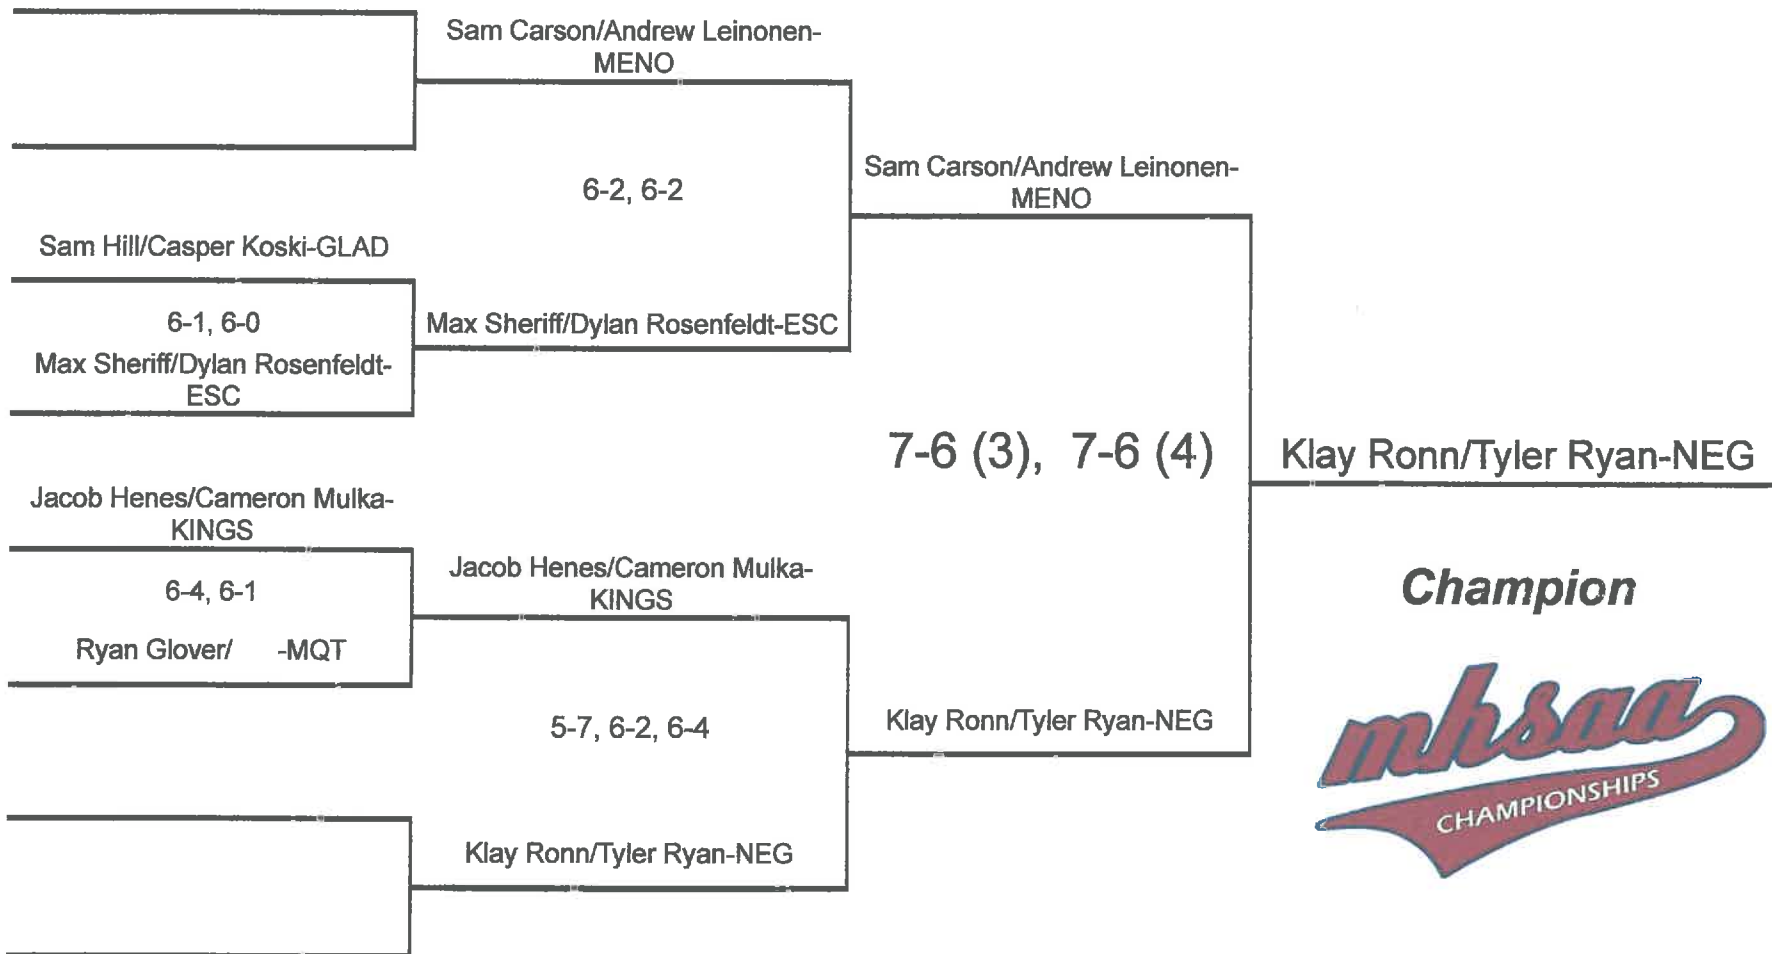 Sam Carson/Andrew Leinonen-
MENO
6-2, 6-2
Sam Carson/Andrew Leinonen-
MENO
Sam Hill/Casper Koski-GLAD
6-1, 6-0
Max Sheriff/Dylan Rosenfeldt-ESC
Max Sheriff/Dylan Rosenfeldt-
ESC
7-6 (3), 7-6 (4)
Klay Ronn/Tyler Ryan-NEG
Jacob Henes/Cameron Mulka-
KINGS
6-4, 6-1
Jacob Henes/Cameron Mulka-
KINGS
Champion
Ryan Glover/ -MQT
5-7, 6-2, 6-4
Klay Ronn/Tyler Ryan-NEG
mhsaa
CHAMPIONSHIPS
Klay Ronn/Tyler Ryan-NEG